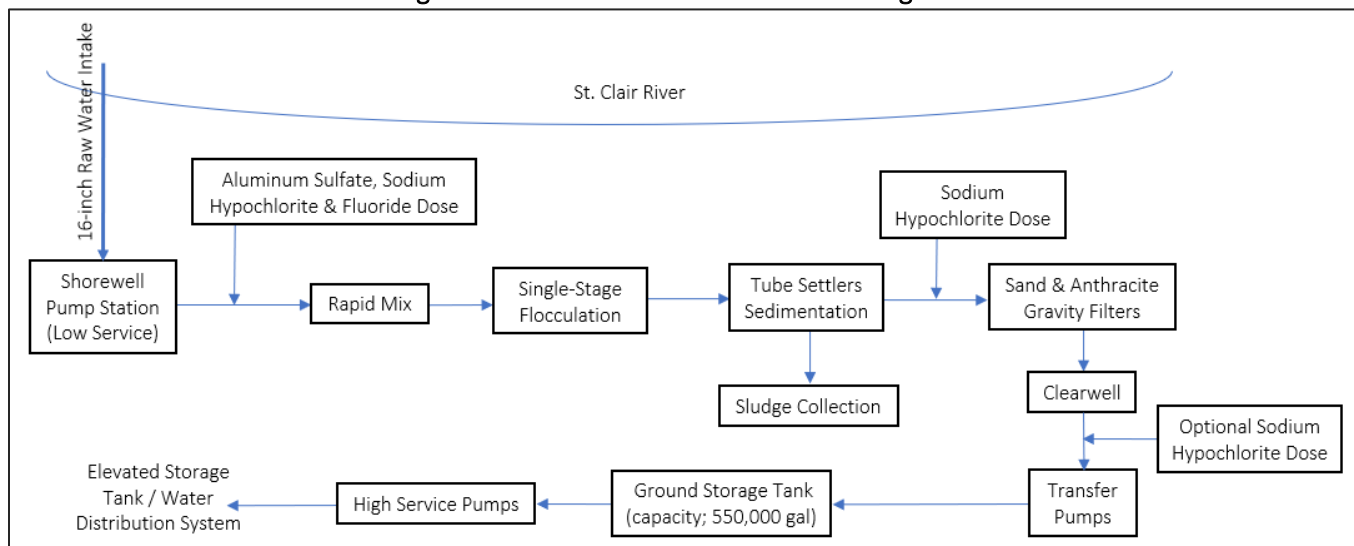 16-inch Raw Water Intake
St. Clair River
Aluminum Sulfate, Sodium
Hypochlorite & Fluoride Dose
Sodium
Hypochlorite Dose
Shorewell
Pump Station
(Low Service)
Rapid Mix
Single-Stage
Flocculation
Tube Settlers
Sedimentation
Sand & Anthracite
Gravity Filters
Sludge Collection
Clearwell
Optional Sodium
Hypochlorite Dose
Transfer
Pumps
Ground Storage Tank
(capacity; 550,000 gal)
High Service Pumps
Elevated Storage
Tank / Water
Distribution System